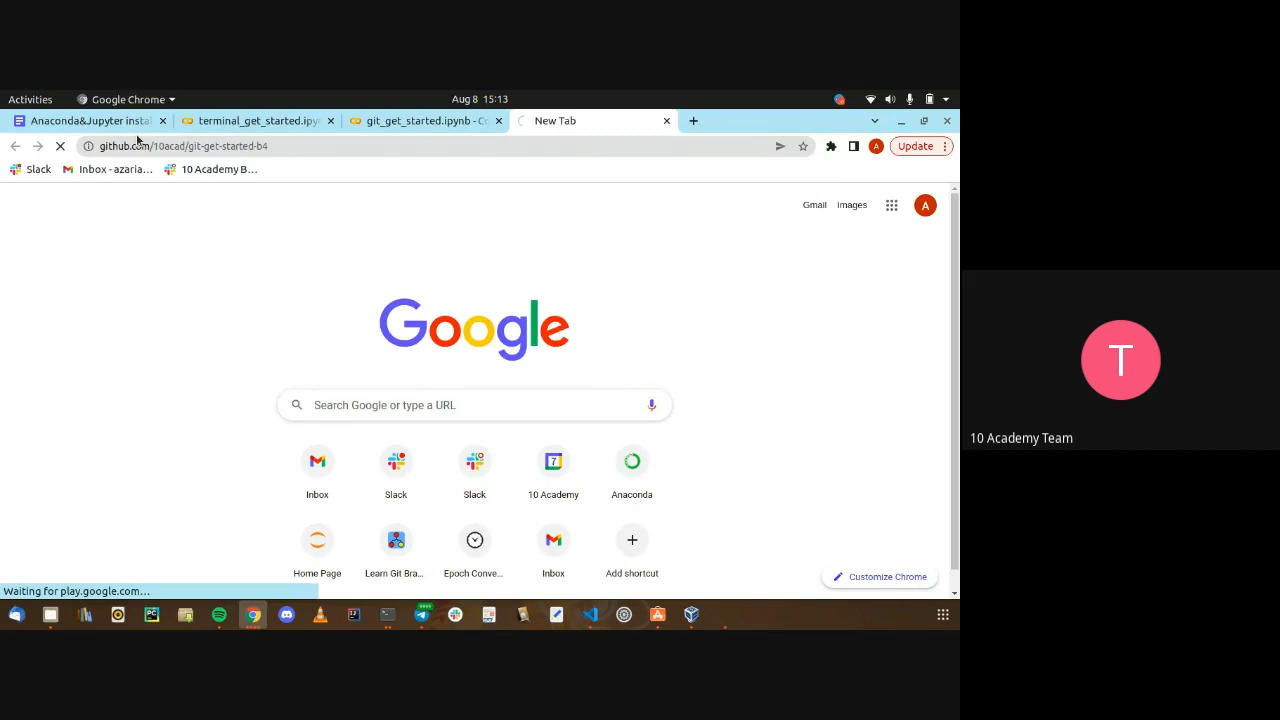 Activities
Google Chrome
Aug 8 15:13
Anaconda&Jupyter instal
terminal_get_started.ipy
git_get_started.ipynb - Co
New Tab
github.com/10acad/git-get-started-b4
Update
Slack
Inbox - azaria...
10 Academy B...
Gmail
Images
A
Google
Search Google or type a URL
Inbox
Slack
Slack
7
10 Academy
Anaconda
Home Page
Learn Git Bra...
Epoch Conve...
Inbox
Add shortcut
Customize Chrome
Waiting for play.google.com...
T
10 Academy Team